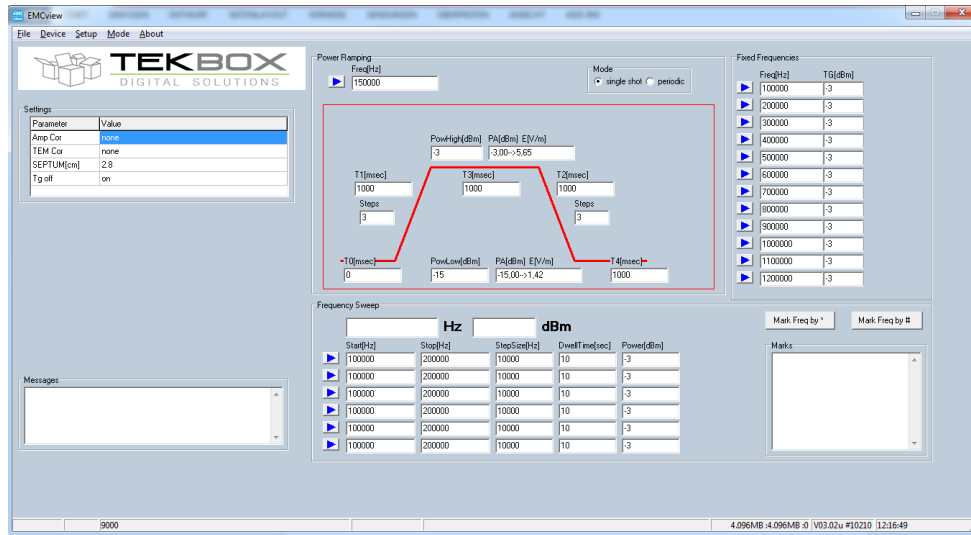 EMCview
File Device Setup Mode About
TEKBOX
DIGITAL SOLUTIONS
Settings
Parameter Value
Amp Cor none
TEM Cor none
SEPTUM[cm] 2.8
Tg off on
Messages
Power Ramping
Freq[Hz]
150000
Mode
single shot periodic
PowHigh[dBm] PA[dBm] E[V/m]
-3 -3,00-->5,65
T1[msec] T3[msec] T2[msec]
1000 1000 1000
Steps Steps
3 3
T0[msec] PowLow[dBm] PA[dBm] E[V/m] T4[msec]
0 -15 -15,00-->1,42 1000
Fixed Frequencies
Freq[Hz] TG[dBm]
100000 -3
200000 -3
300000 -3
400000 -3
500000 -3
600000 -3
700000 -3
800000 -3
900000 -3
1000000 -3
1100000 -3
1200000 -3
Frequency Sweep
Hz dBm
Start[Hz] Stop[Hz] StepSize[Hz] DwellTime[sec] Power[dBm]
100000 200000 10000 10 -3
100000 200000 10000 10 -3
100000 200000 10000 10 -3
100000 200000 10000 10 -3
100000 200000 10000 10 -3
100000 200000 10000 10 -3
Mark Freq by * Mark Freq by #
Marks
9000 4.096MB :4.096MB :0 V03.02u #10210 12:16:49